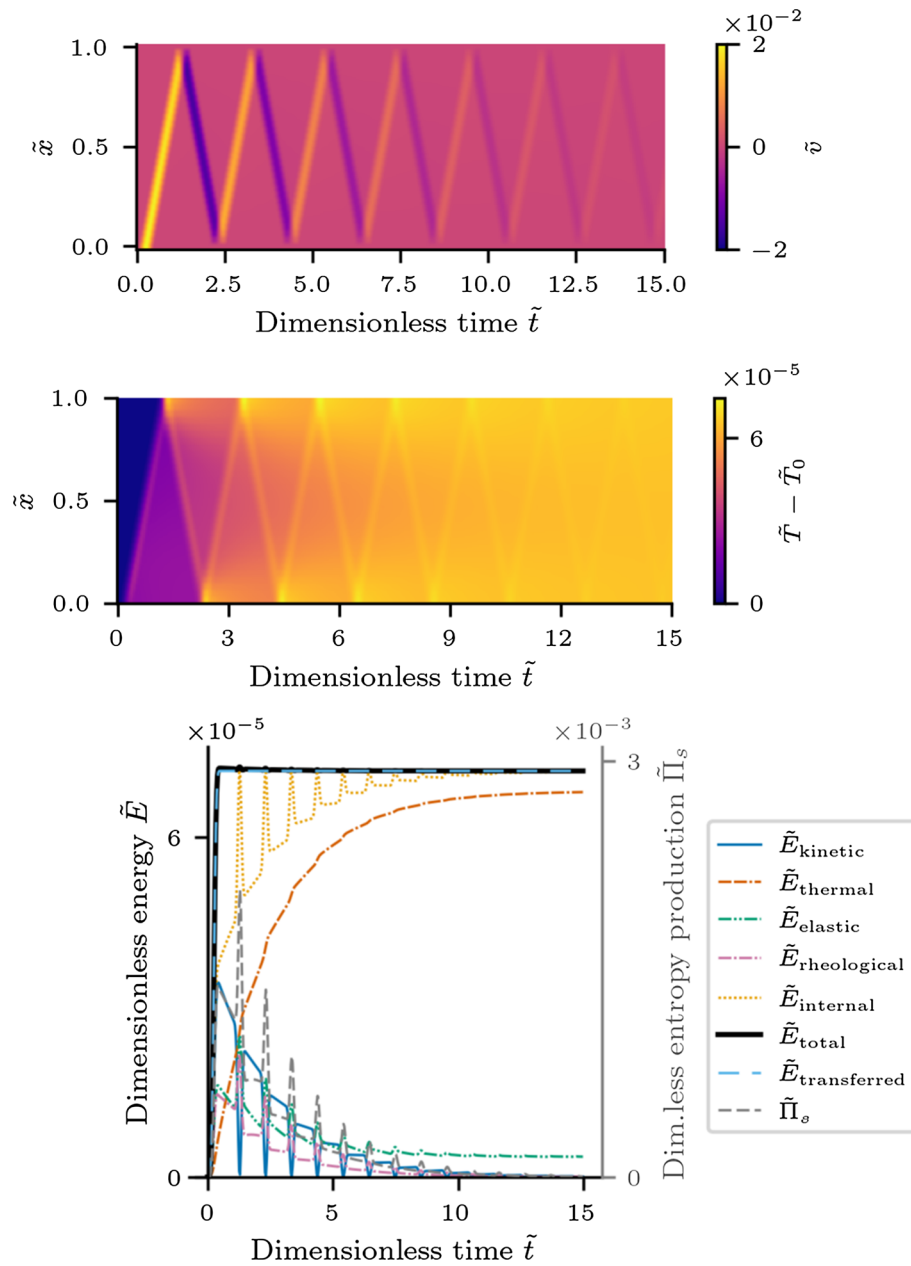 ×10⁻²
1.0
0.5
0.0
x̃
0.0 2.5 5.0 7.5 10.0 12.5 15.0
Dimensionless time t̃
2
0
−2
ṽ
×10⁻⁵
1.0
0.5
0.0
x̃
0 3 6 9 12 15
Dimensionless time t̃
6
0
T̃ − T̃₀
×10⁻⁵
×10⁻³
6
0
Dimensionless energy Ẽ
3
0
Dim.less entropy production Π̃ₛ
0 5 10 15
Dimensionless time t̃
Ẽkinetic
Ẽthermal
Ẽelastic
Ẽrheological
Ẽinternal
Ẽtotal
Ẽtransferred
Π̃ₛ